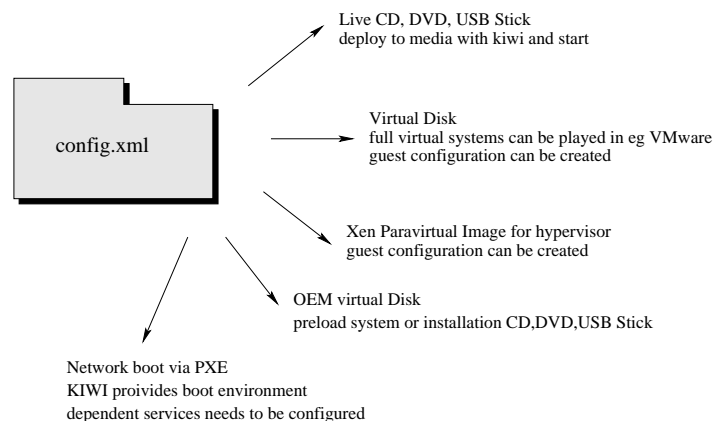 Live CD, DVD, USB Stick
deploy to media with kiwi and start
config.xml
Virtual Disk
full virtual systems can be played in eg VMware
guest configuration can be created
Xen Paravirtual Image for hypervisor
guest configuration can be created
OEM virtual Disk
preload system or installation CD,DVD,USB Stick
Network boot via PXE
KIWI proivides boot environment
dependent services needs to be configured